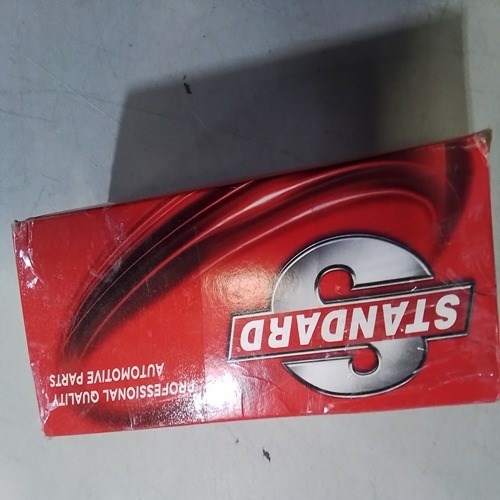 STANDARD
PROFESSIONAL QUALITY
AUTOMOTIVE PARTS